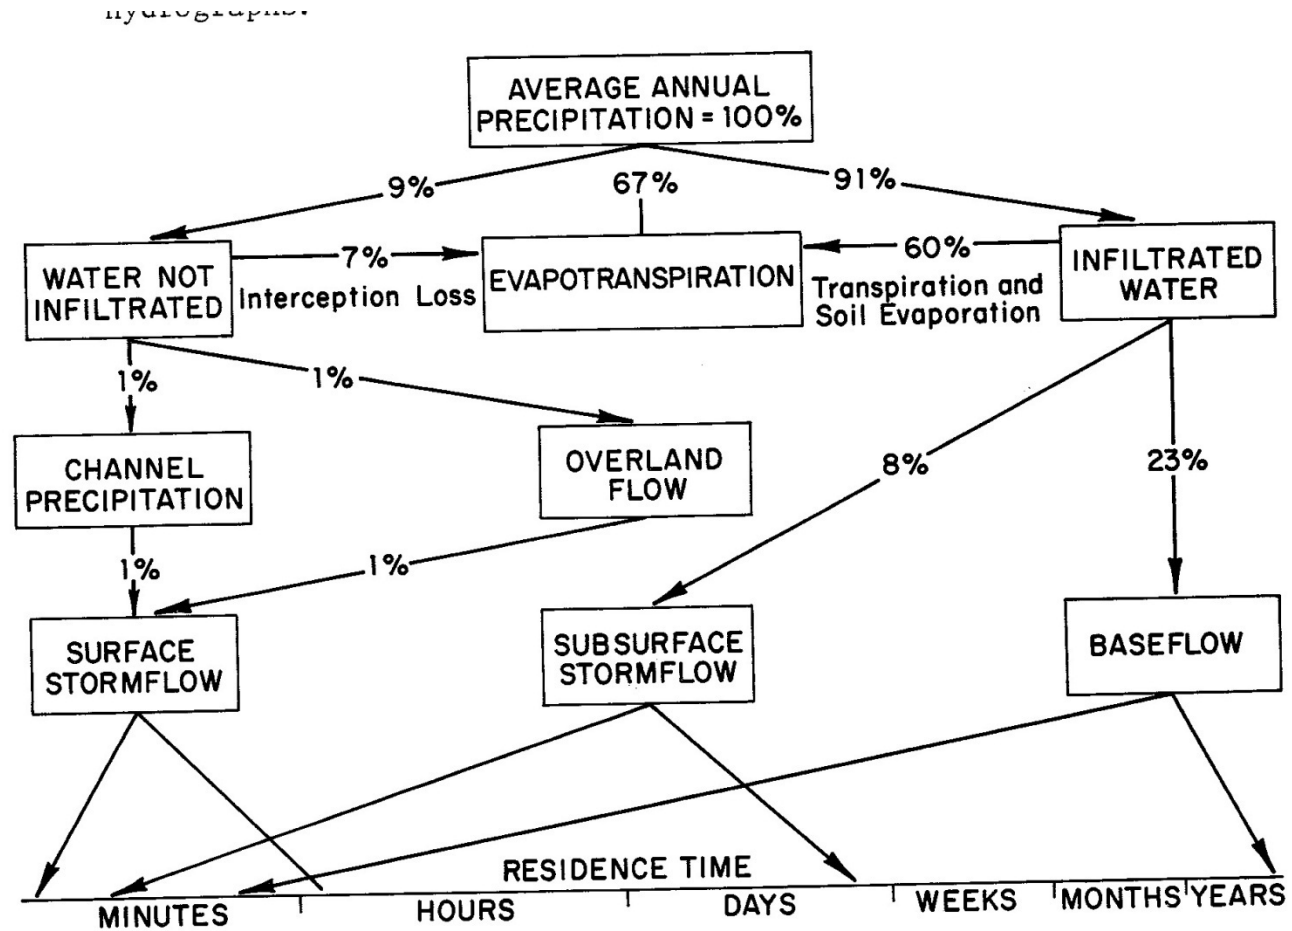 hydrographs.
AVERAGE ANNUAL
PRECIPITATION = 100%
9%
67%
91%
WATER NOT
INFILTRATED
7%
Interception Loss
EVAPOTRANSPIRATION
60%
Transpiration and
Soil Evaporation
INFILTRATED
WATER
1%
1%
CHANNEL
PRECIPITATION
OVERLAND
FLOW
8%
23%
1%
1%
SURFACE
STORMFLOW
SUBSURFACE
STORMFLOW
BASEFLOW
RESIDENCE TIME
MINUTES
HOURS
DAYS
WEEKS
MONTHS
YEARS